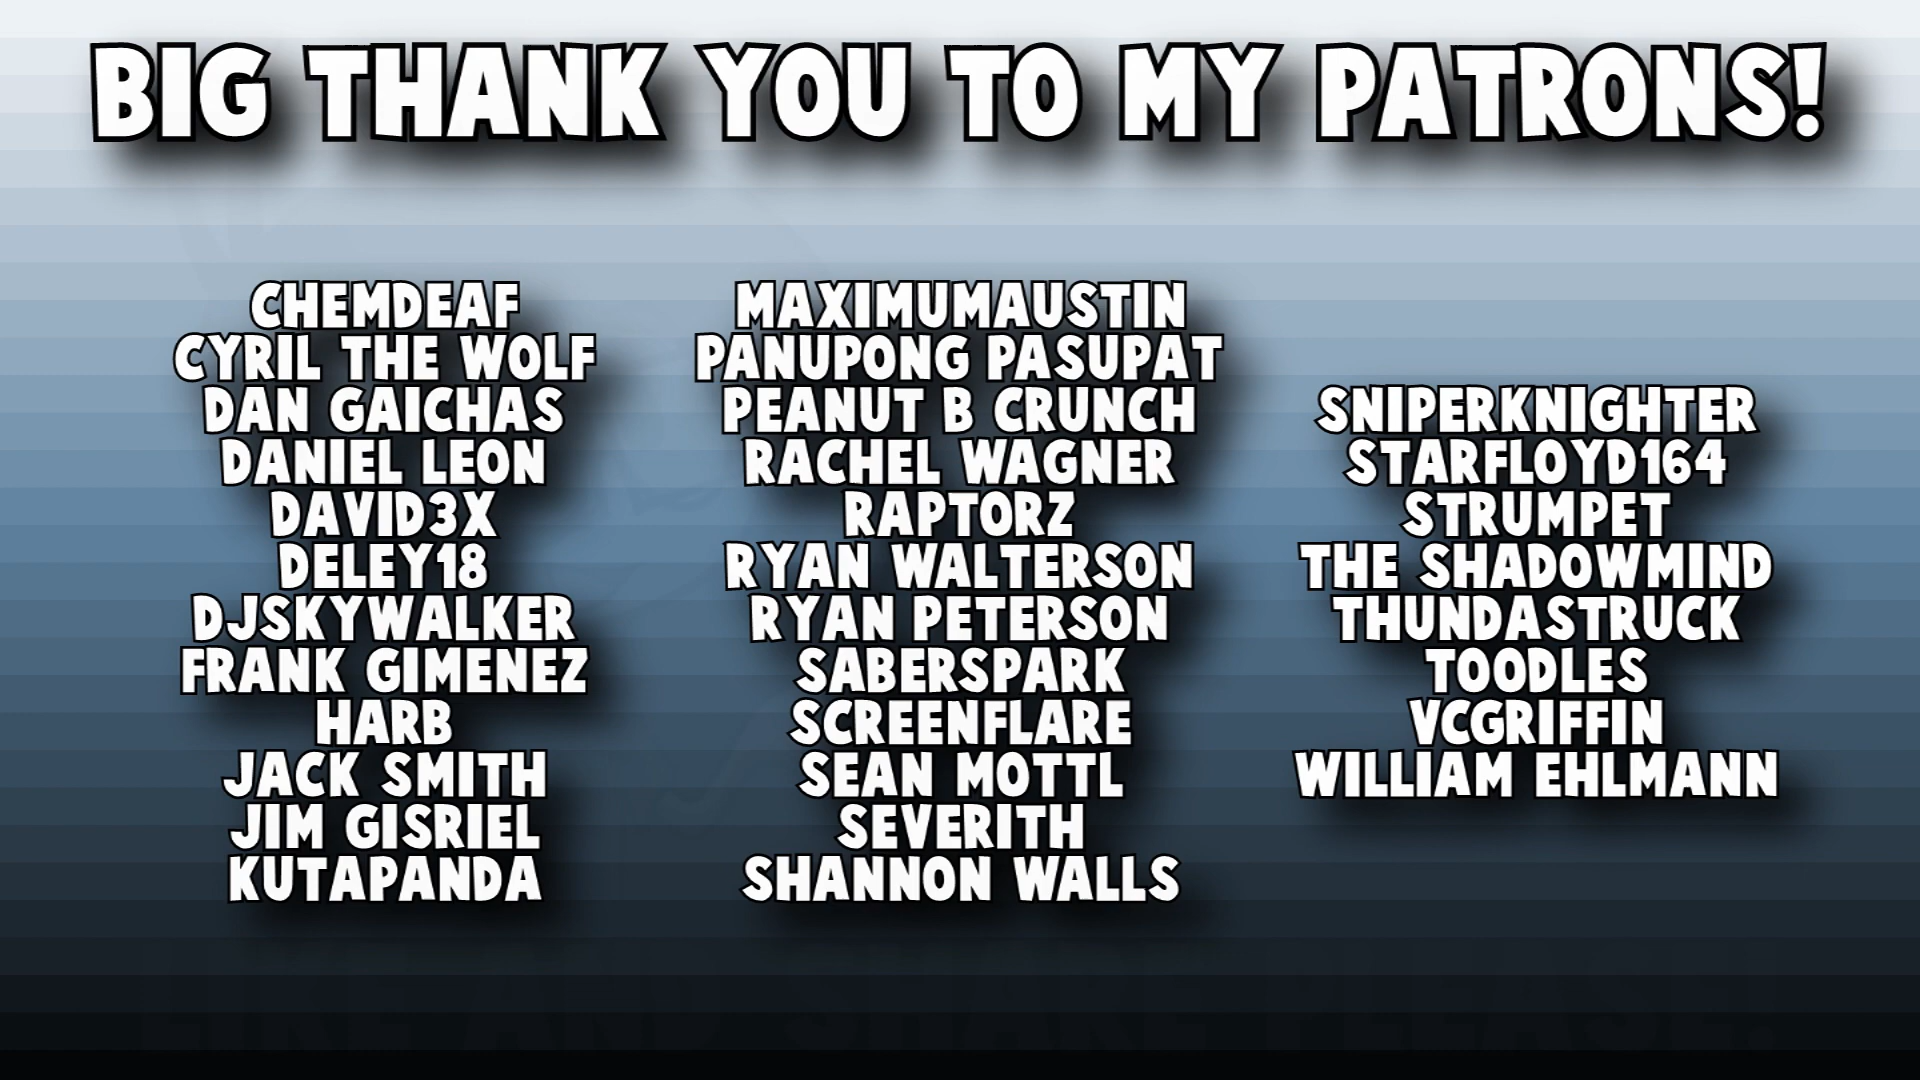 BIG THANK YOU TO MY PATRONS!
CHEMDEAF
CYRIL THE WOLF
DAN GAICHAS
DANIEL LEON
DAVID3X
DELEY18
DJSKYWALKER
FRANK GIMENEZ
HARB
JACK SMITH
JIM GISRIEL
KUTAPANDA
MAXIMUMAUSTIN
PANUPONG PASUPAT
PEANUT B CRUNCH
RACHEL WAGNER
RAPTORZ
RYAN WALTERSON
RYAN PETERSON
SABERSPARK
SCREENFLARE
SEAN MOTTL
SEVERITH
SHANNON WALLS
SNIPERKNIGHTER
STARFLOYD164
STRUMPET
THE SHADOWMIND
THUNDASTRUCK
TOODLES
VCGRIFFIN
WILLIAM EHLMANN